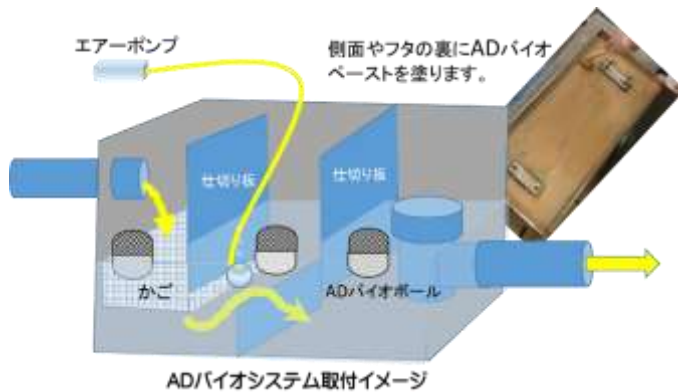 エアーポンプ
側面やフタの裏にADバイオ
ペーストを塗ります。
仕切り板
仕切り板
かご
ADバイオボール
ADバイオシステム取付イメージ